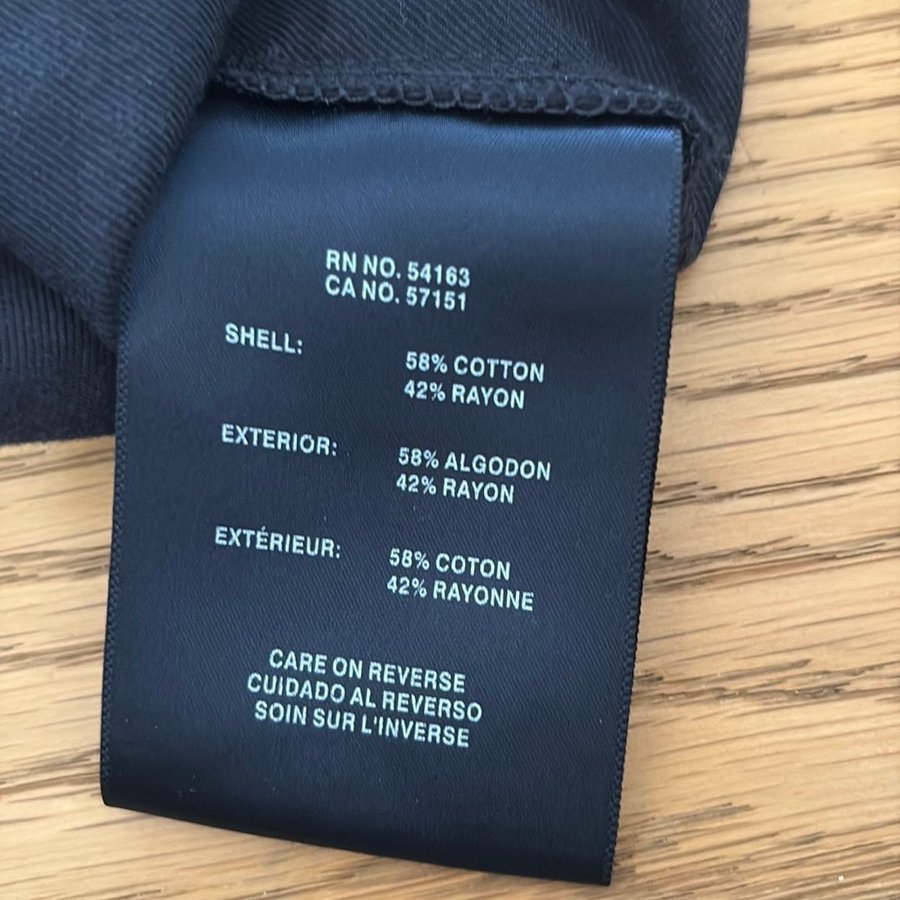 RN NO. 54163
CA NO. 57151
SHELL: 58% COTTON
42% RAYON
EXTERIOR: 58% ALGODON
42% RAYON
EXTÉRIEUR: 58% COTON
42% RAYONNE
CARE ON REVERSE
CUIDADO AL REVERSO
SOIN SUR L'INVERSE